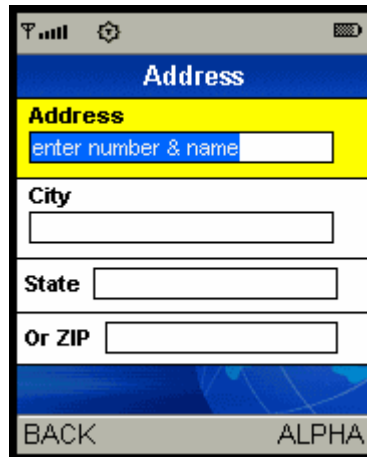 Address
Address
enter number & name
City
State
Or ZIP
BACK ALPHA